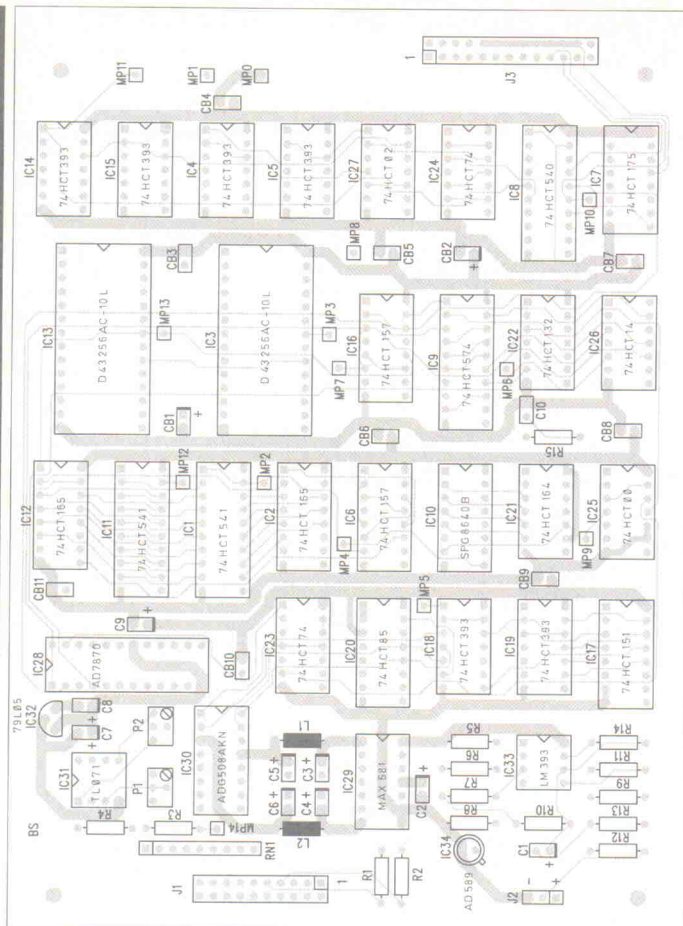 MP11
MP1
MP0
CB4
1
J3
IC14
74HCT393
IC15
74HCT393
IC4
74HCT393
IC5
74HCT393
IC27
74HCT02
IC24
74HCT74
IC8
74HCT540
IC7
74HCT175
MP10
IC13
D43256AC-10L
CB3
MP13
IC3
D43256AC-10L
MP3
MP8
CB5
CB2
+
CB7
MP7
IC16
74HCT157
IC9
74HCT574
MP6
IC22
74HCT132
IC26
74HCT14
CB1
+
CB6
C10
R15
CB8
IC12
74HCT165
IC11
74HCT541
MP12
IC1
74HCT541
MP2
IC2
74HCT165
MP4
IC6
74HCT157
IC10
SPG8640B
IC21
74HCT164
MP9
IC25
74HCT00
CB11
C9
+
CB10
CB9
MP5
IC28
AD7870
IC23
74HCT74
IC20
74HCT85
IC18
74HCT393
IC19
74HCT393
IC17
74HCT151
79L05
IC32
C8
C7
+
+
P2
P1
IC31
TL071
IC30
ADG508AKN
L1
C5
+
C3
+
C6
+
C4
+
L2
IC29
MAX681
C2
+
R5
R6
R7
R8
IC33
LM393
R14
R11
R9
R13
R12
R10
BS
R4
R3
MP14
RN1
IC34
AD589
C1
+
J1
1
R1
R2
J2
-
+